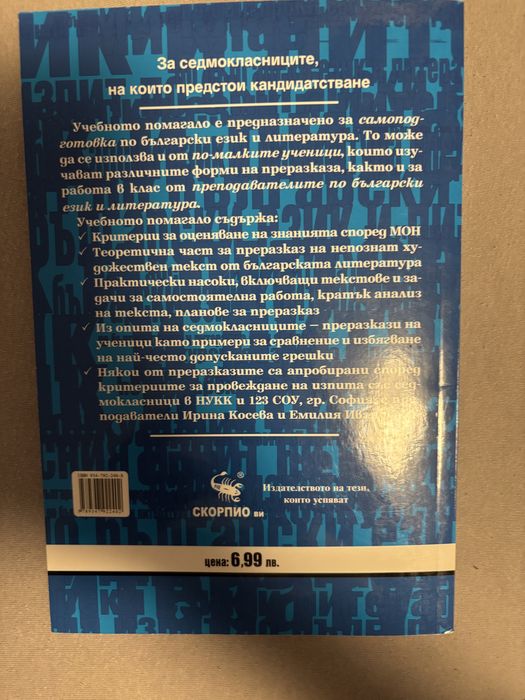 За седмокласниците,
на които предстои кандидатстване
Учебното помагало е предназначено за самопод-
готовка по български език и литература. То може
да се използва и от по-малките ученици, които изу-
чават различните форми на преразказа, както и за
работа в клас от преподавателите по български
език и литература.
Учебното помагало съдържа:
✓ Критерии за оценяване на знанията според МОН
✓ Теоретична част за преразказ на непознат ху-
дожествен текст от българската литература
✓ Практически насоки, включващи текстове и за-
дачи за самостоятелна работа, кратък анализ
на текста, планове за преразказ
✓ Из опита на седмокласниците – преразкази на
ученици като примери за сравнение и избягване
на най-често допусканите грешки
✓ Някои от преразказите са апробирани според
критериите за провеждане на изпита със сед-
мокласници в НУКК и 123 СОУ, гр. София, с пре-
подаватели Ирина Косева и Емилия
СКОРПИО ви
Издателството на тези,
които успяват
цена: 6,99 лв.